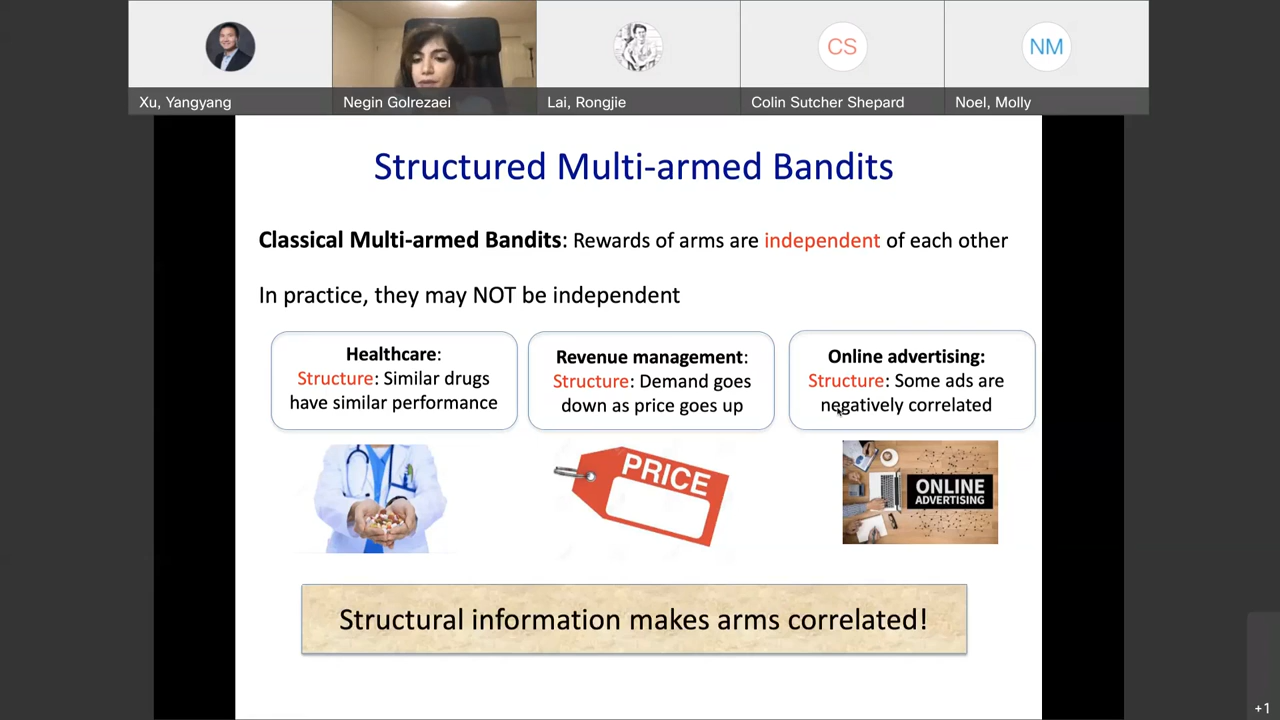 Xu, Yangyang
Negin Golrezaei
Lai, Rongjie
CS
Colin Sutcher Shepard
NM
Noel, Molly
Structured Multi-armed Bandits
Classical Multi-armed Bandits: Rewards of arms are independent of each other
In practice, they may NOT be independent
Healthcare:
Structure: Similar drugs
have similar performance
Revenue management:
Structure: Demand goes
down as price goes up
Online advertising:
Structure: Some ads are
negatively correlated
PRICE
ONLINE
ADVERTISING
Structural information makes arms correlated!
+1